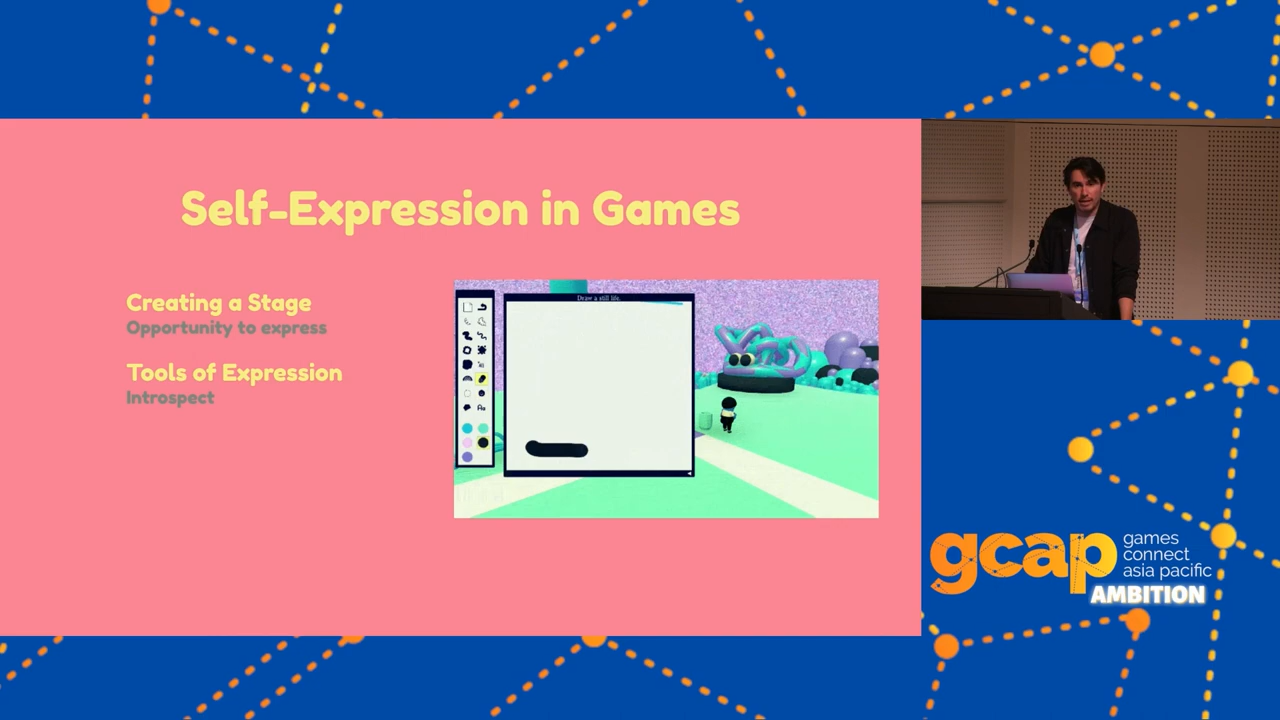 Self-Expression in Games
Creating a Stage
Opportunity to express
Tools of Expression
Introspect
Draw a still life.
Aa
gcap
games
connect
asia pacific
AMBITION